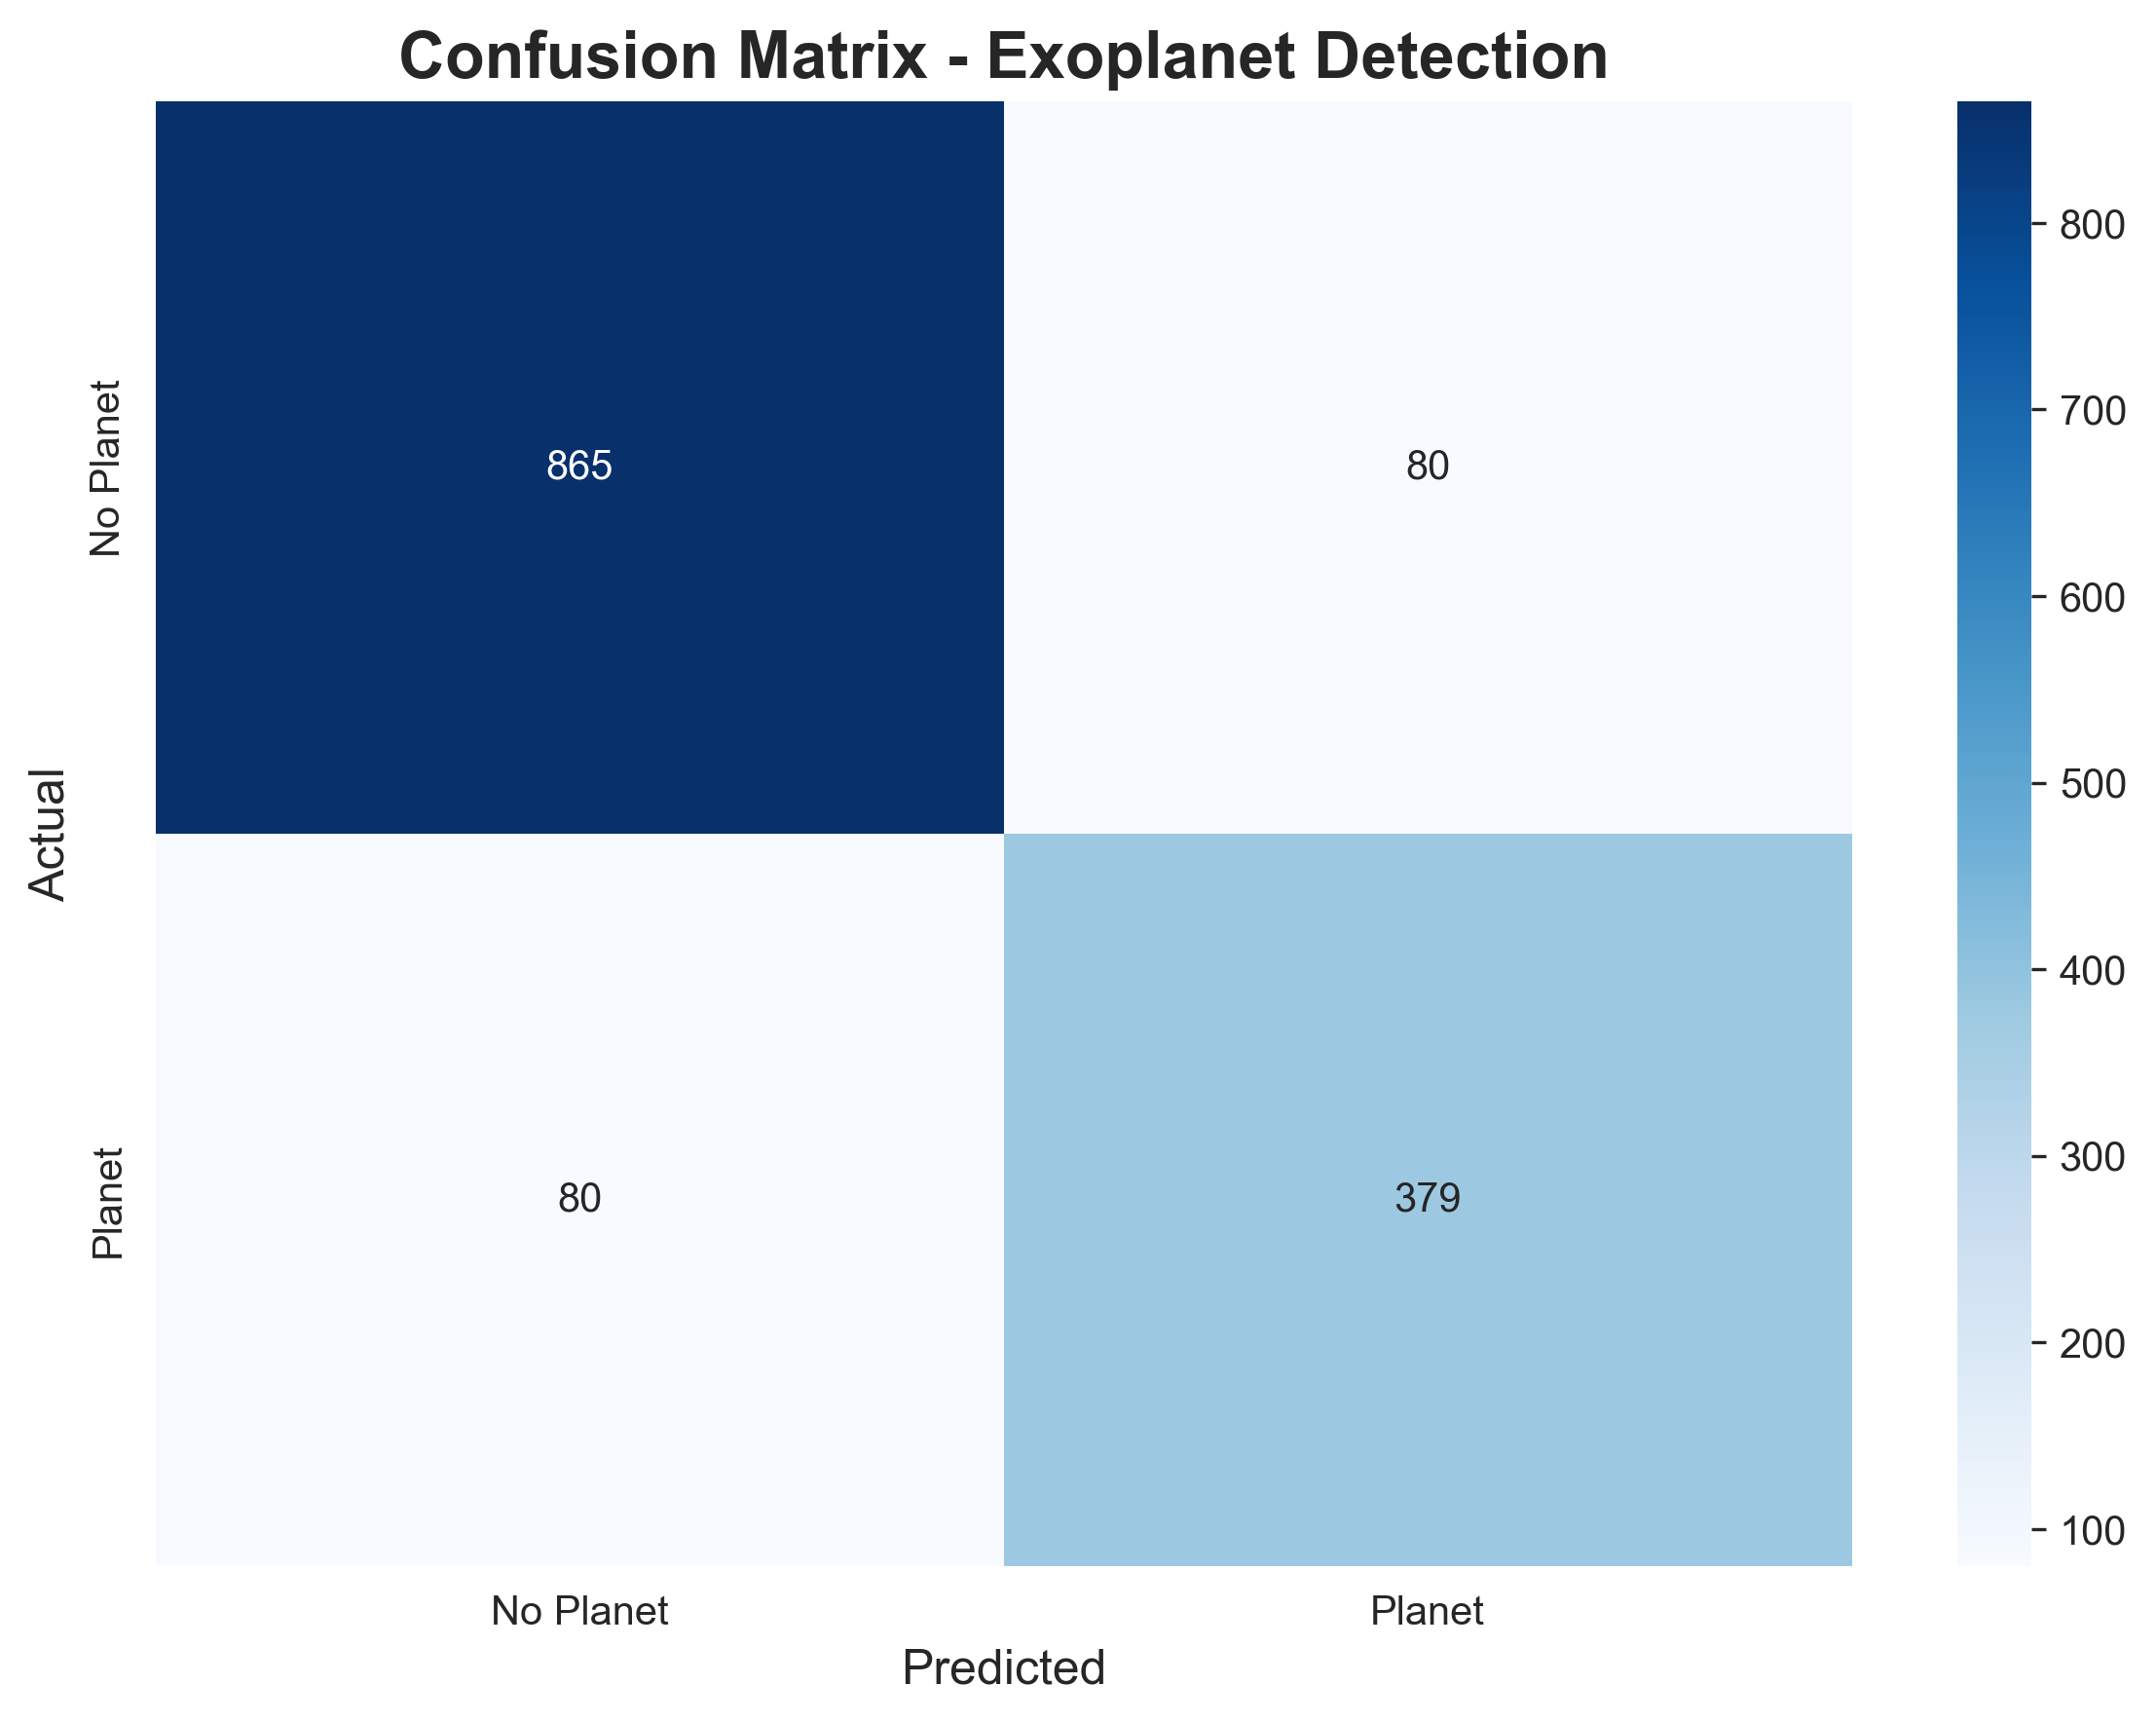 Confusion Matrix - Exoplanet Detection
Actual
No Planet
Planet
865
80
80
379
No Planet
Planet
Predicted
800
700
600
500
400
300
200
100